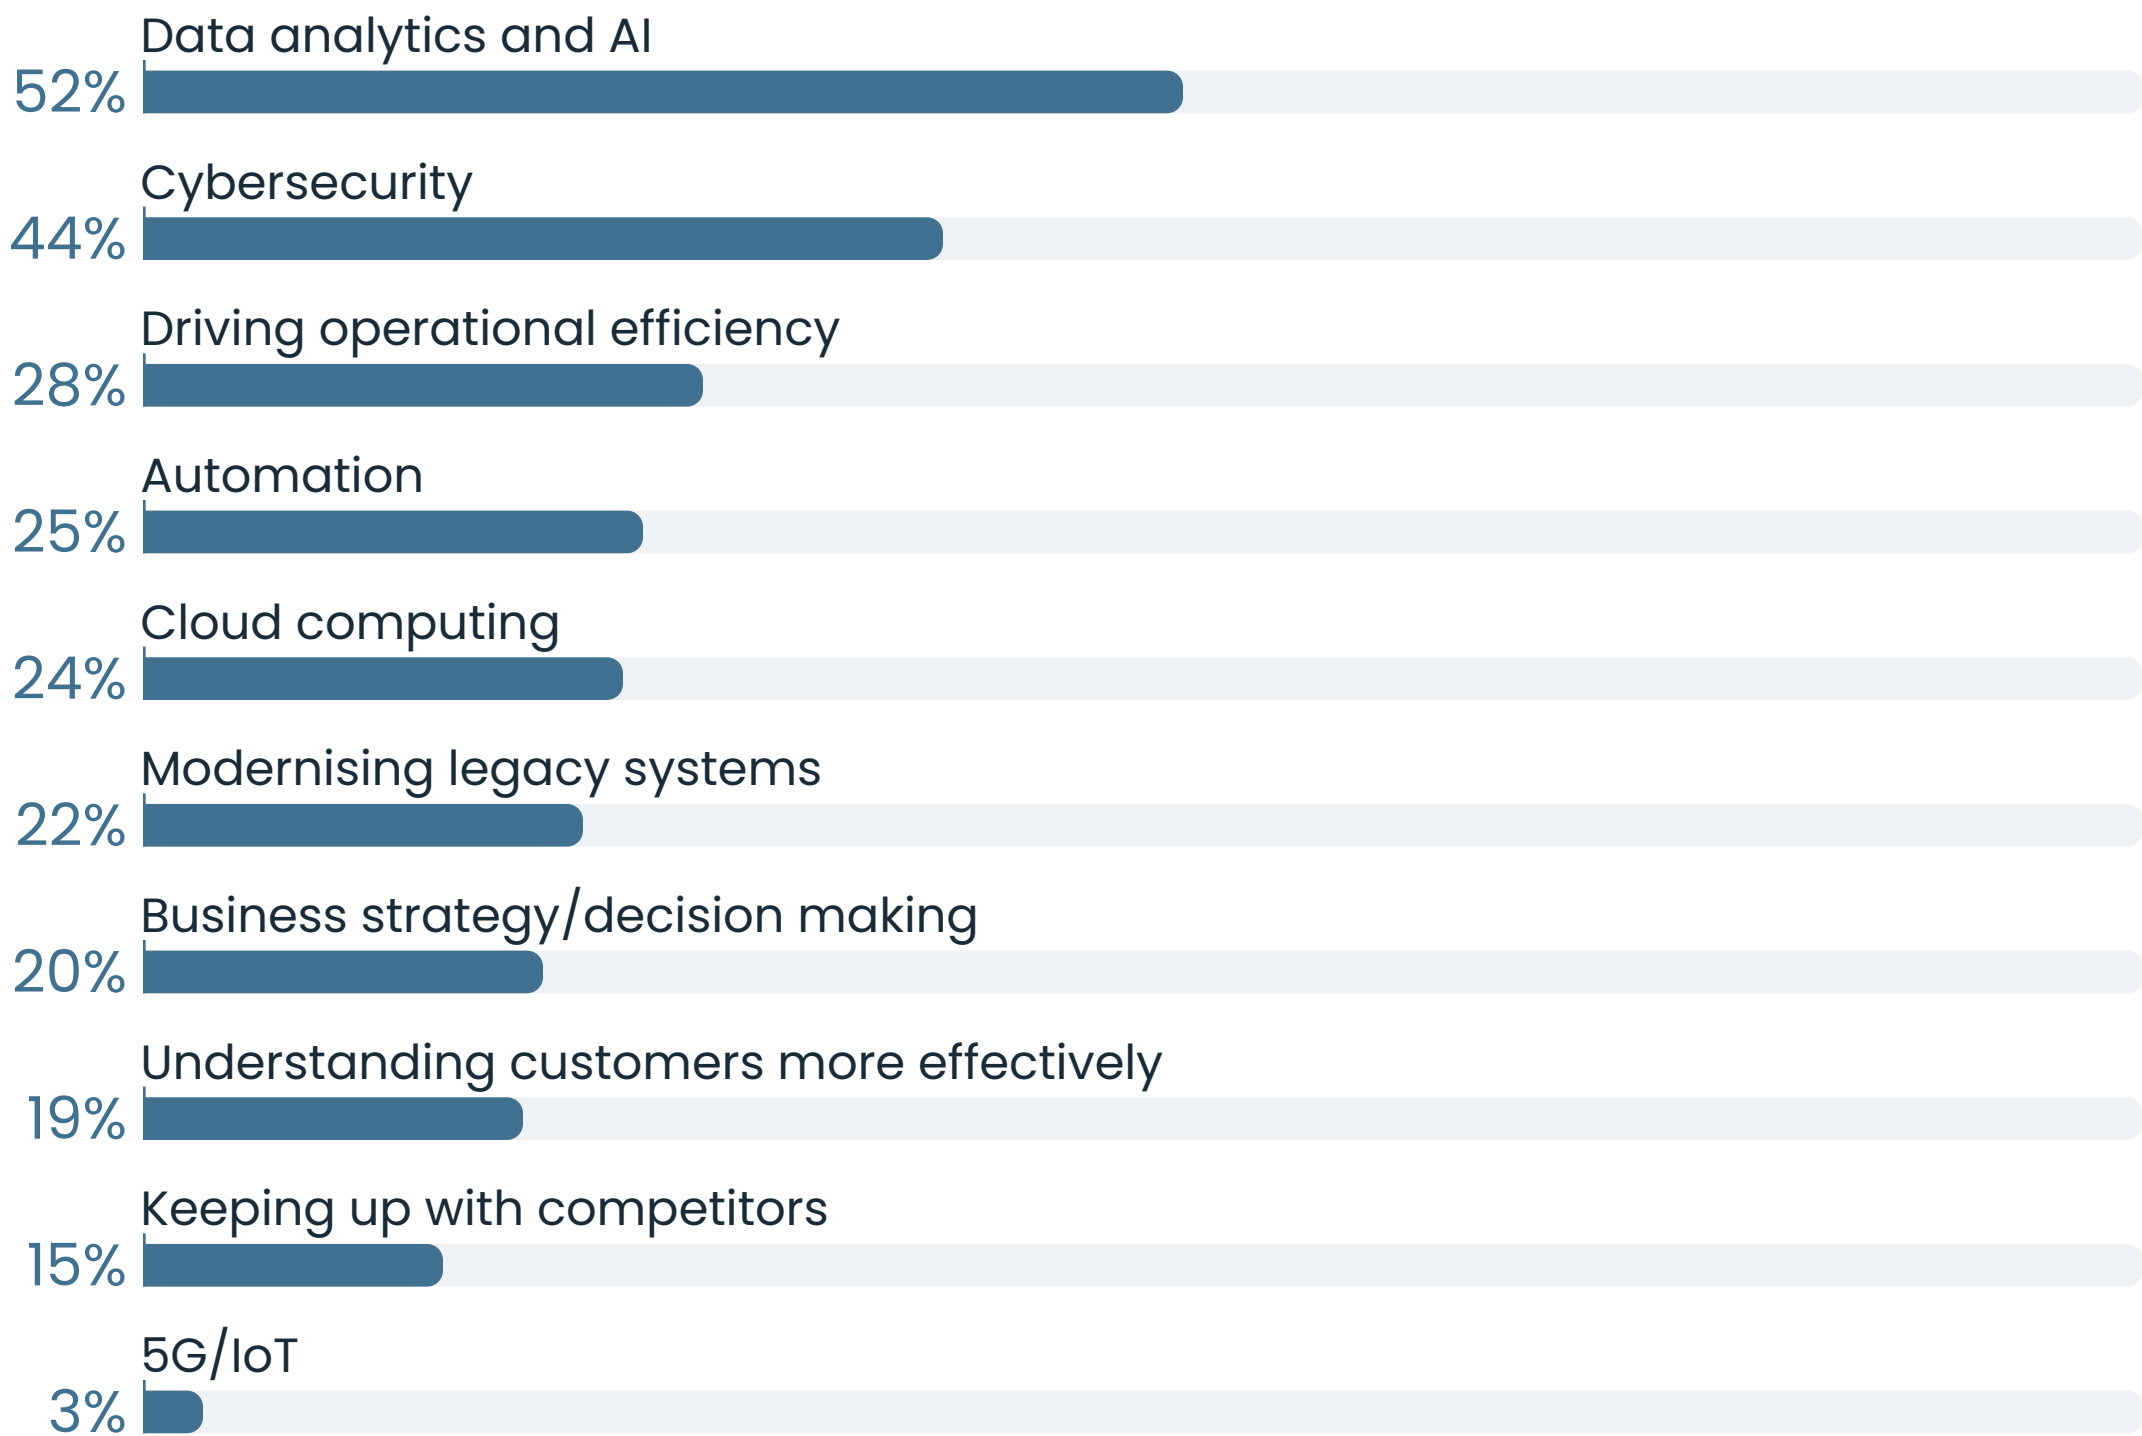 Data analytics and AI
52%
Cybersecurity
44%
Driving operational efficiency
28%
Automation
25%
Cloud computing
24%
Modernising legacy systems
22%
Business strategy/decision making
20%
Understanding customers more effectively
19%
Keeping up with competitors
15%
5G/IoT
3%